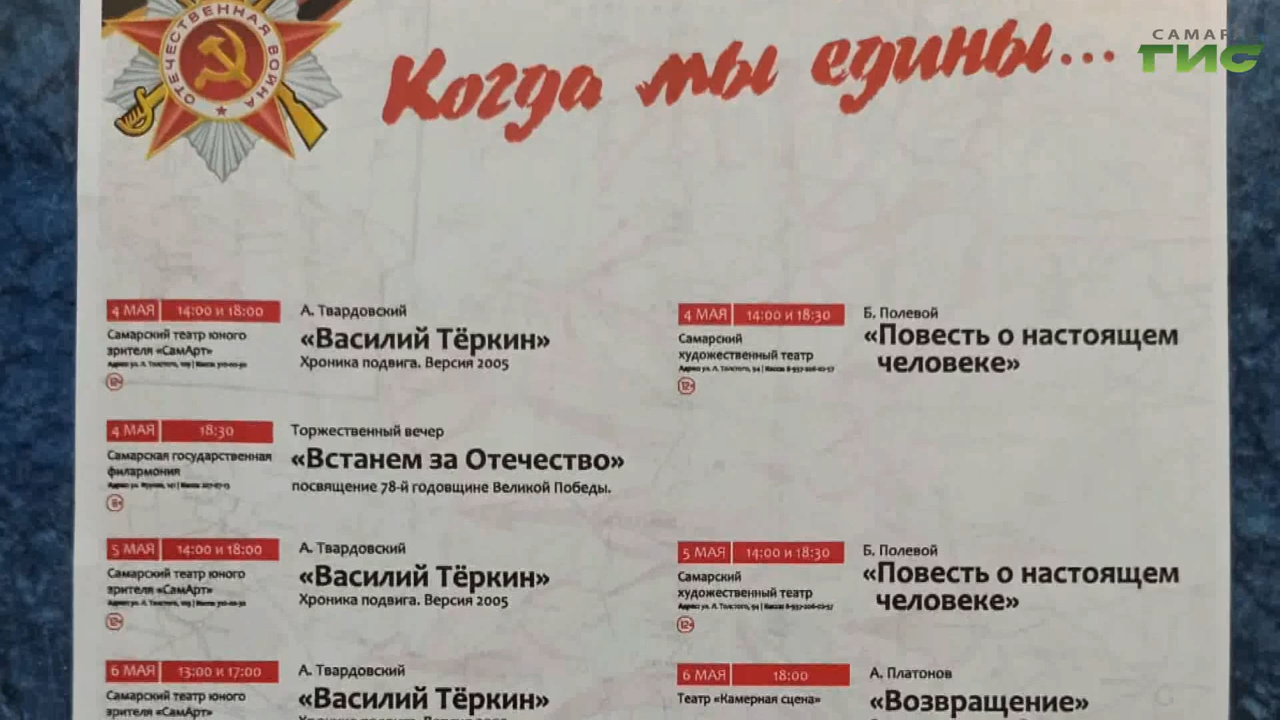 ОТЕЧЕСТВЕННАЯ ВОЙНА
Когда мы едины...
САМАРА
ГИС
4 МАЯ 14:00 и 18:00
Самарский театр юного
зрителя «СамАрт»
12+
А. Твардовский
«Василий Тёркин»
Хроника подвига. Версия 2005
4 МАЯ 14:00 и 18:30
Самарский
художественный театр
12+
Б. Полевой
«Повесть о настоящем
человеке»
4 МАЯ 18:30
Самарская государственная
филармония
Торжественный вечер
«Встанем за Отечество»
посвящение 78-й годовщине Великой Победы.
5 МАЯ 14:00 и 18:00
Самарский театр юного
зрителя «СамАрт»
12+
А. Твардовский
«Василий Тёркин»
Хроника подвига. Версия 2005
5 МАЯ 14:00 и 18:30
Самарский
художественный театр
12+
Б. Полевой
«Повесть о настоящем
человеке»
6 МАЯ 13:00 и 17:00
Самарский театр юного
зрителя «СамАрт»
А. Твардовский
«Василий Тёркин»
6 МАЯ 18:00
Театр «Камерная сцена»
А. Платонов
«Возвращение»